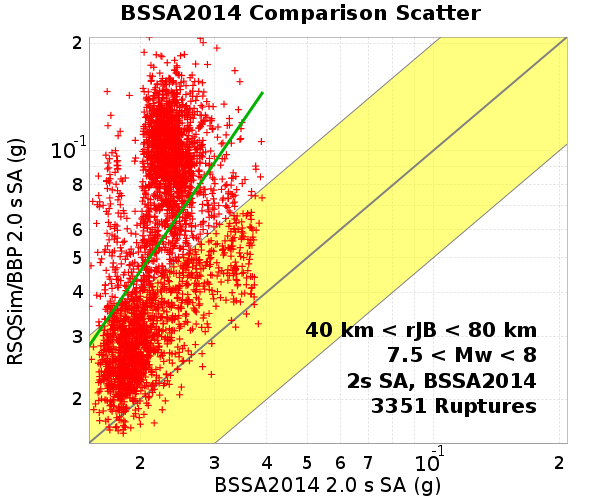 BSSA2014 Comparison Scatter
RSQSim/BBP 2.0 s SA (g)
2
10-1
8
6
5
4
3
2
40 km < rJB < 80 km
7.5 < Mw < 8
2s SA, BSSA2014
3351 Ruptures
2 3 4 5 6 7 10-1 2
BSSA2014 2.0 s SA (g)